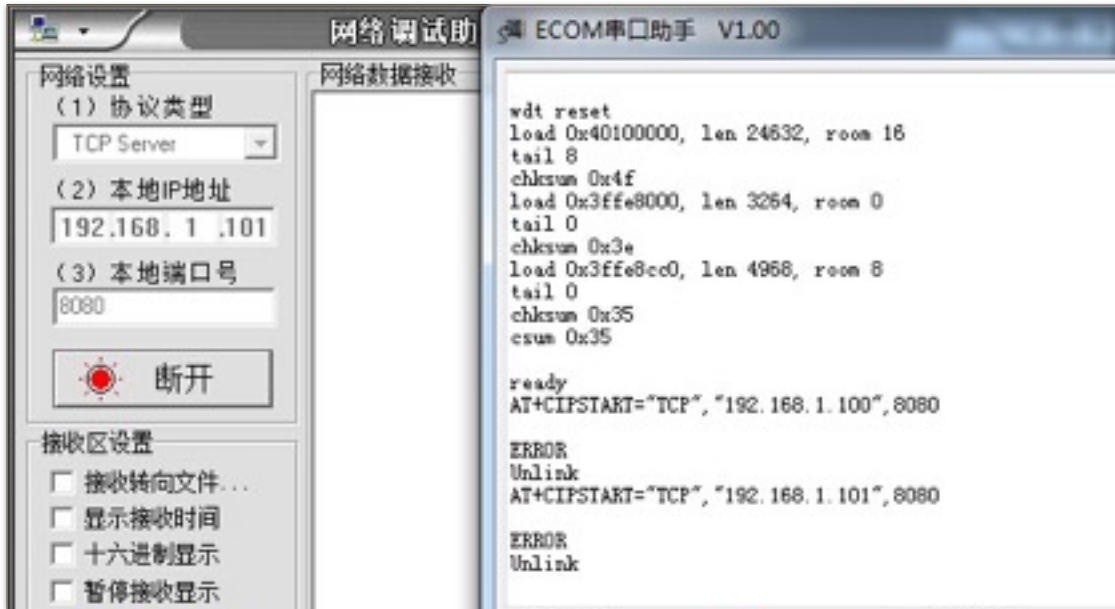 网络调试助
网络设置
(1) 协议类型
TCP Server
(2) 本地IP地址
192.168. 1 .101
(3) 本地端口号
8080
断开
接收区设置
接收转向文件...
显示接收时间
十六进制显示
暂停接收显示
网络数据接收
ECOM串口助手 V1.00
wdt reset
load 0x40100000, len 24632, room 16
tail 8
chksum 0x4f
load 0x3ffe8000, len 3264, room 0
tail 0
chksum 0x3e
load 0x3ffe8cc0, len 4968, room 8
tail 0
chksum 0x35
csum 0x35
ready
AT+CIPSTART="TCP","192.168.1.100",8080
ERROR
Unlink
AT+CIPSTART="TCP","192.168.1.101",8080
ERROR
Unlink